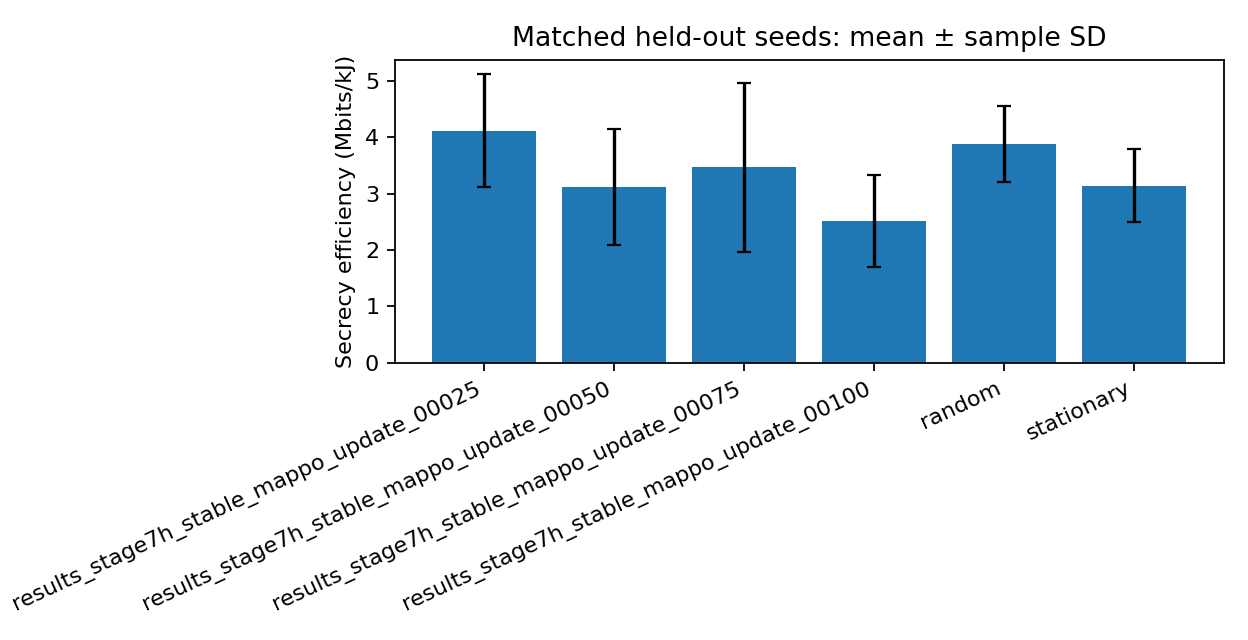 Matched held-out seeds: mean ± sample SD
Secrecy efficiency (Mbits/kJ)
5
4
3
2
1
0
results_stage7h_stable_mappo_update_00025
results_stage7h_stable_mappo_update_00050
results_stage7h_stable_mappo_update_00075
results_stage7h_stable_mappo_update_00100
random
stationary